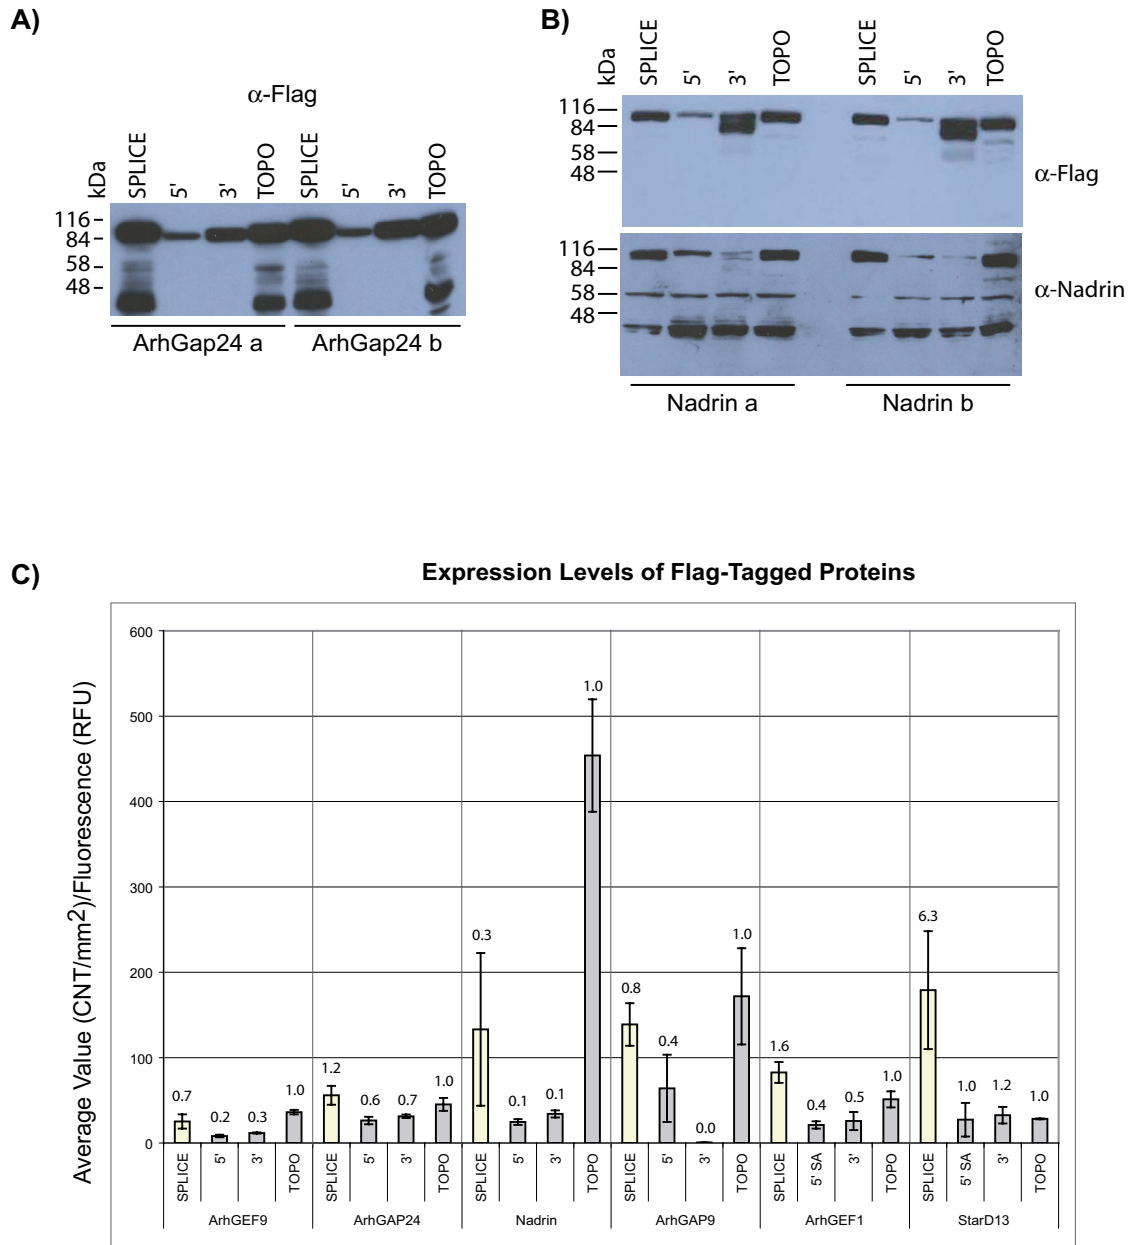 A)
α-Flag
kDa SPLICE 5' 3' TOPO SPLICE 5' 3' TOPO
116
84
58
48
ArhGap24 a ArhGap24 b
B)
kDa SPLICE 5' 3' TOPO SPLICE 5' 3' TOPO
116
84
58
48
α-Flag
116
84
58
48
α-Nadrin
Nadrin a Nadrin b
C)
Expression Levels of Flag-Tagged Proteins
Average Value (CNT/mm2)/Fluorescence (RFU)
600
500
400
300
200
100
0
0.7 0.2 0.3 1.0
1.2 0.6 0.7 1.0
0.3 0.1 0.1 1.0
0.8 0.4 0.0 1.0
1.6 0.4 0.5 1.0
6.3 1.0 1.2 1.0
SPLICE 5' 3' TOPO SPLICE 5' 3' TOPO SPLICE 5' 3' TOPO SPLICE 5' 3' TOPO SPLICE 5' SA 3' TOPO SPLICE 5' SA 3' TOPO
ArhGEF9 ArhGAP24 Nadrin ArhGAP9 ArhGEF1 StarD13